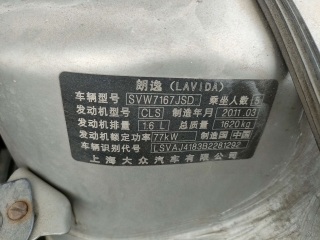 朗逸 (LAVIDA)
车辆型号 SVW7167JSD 乘坐人数 5
发动机型号 CLS 制造年月 2011.03
发动机排量 1.6 L 总质量 1620kg
发动机额定功率 77kW 制造国 中国
车辆识别代号 LSVAJ4183B2281292
上海大众汽车有限公司